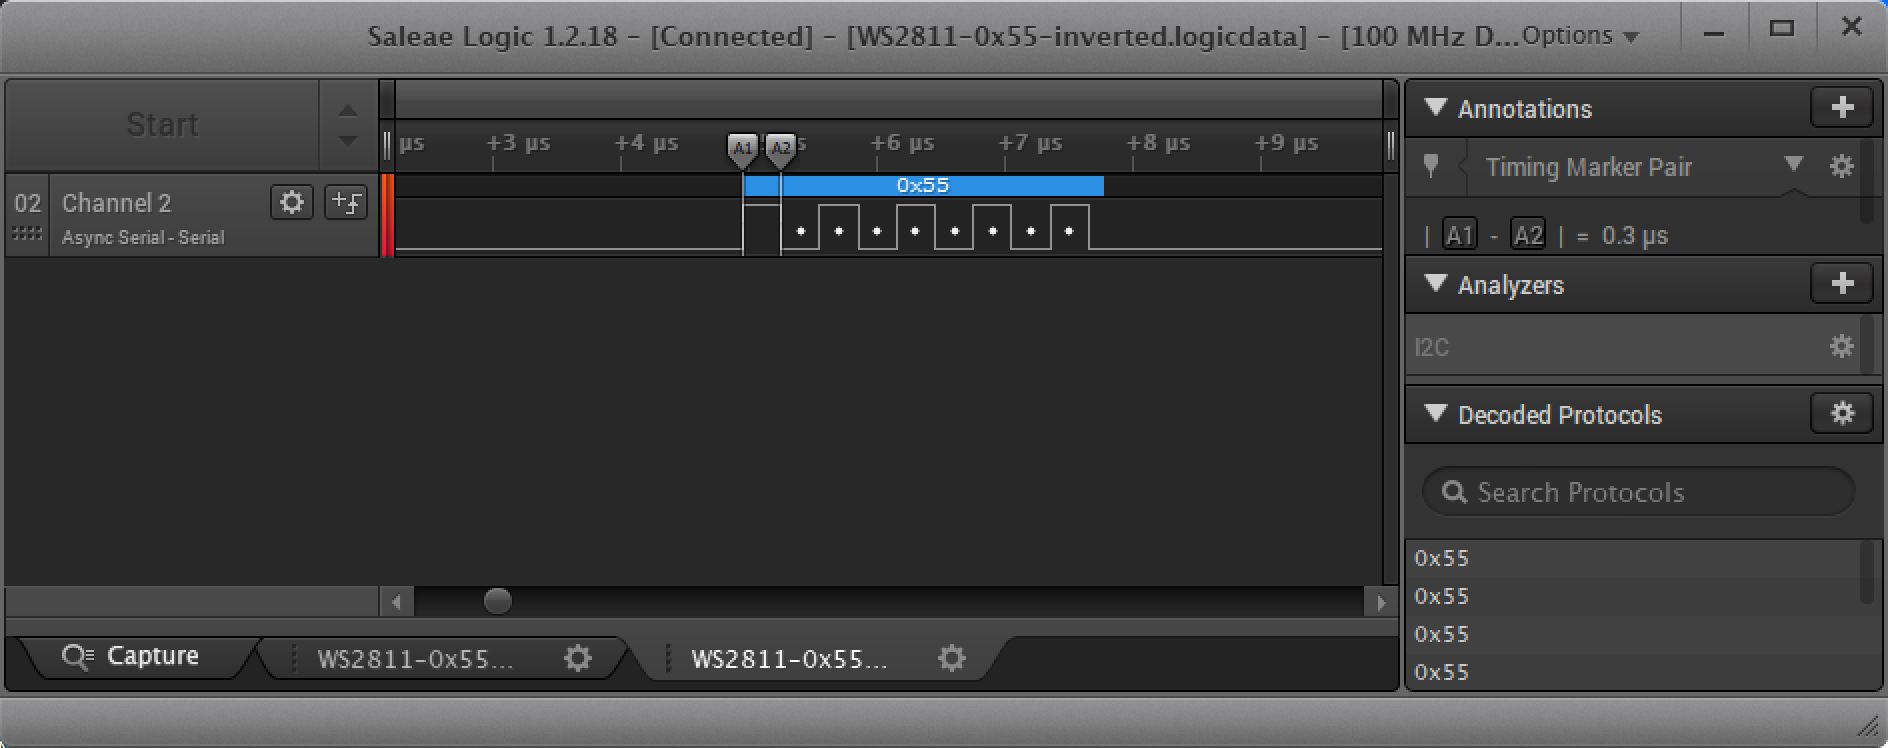 Saleae Logic 1.2.18 - [Connected] - [WS2811-0x55-inverted.logicdata] - [100 MHz D... Options
Start
µs +3 µs +4 µs s +6 µs +7 µs +8 µs +9 µs
A1 A2
02 Channel 2
Async Serial - Serial
0x55
Annotations
Timing Marker Pair
| A1 - A2 | = 0.3 µs
Analyzers
I2C
Decoded Protocols
Search Protocols
0x55
0x55
0x55
0x55
Capture WS2811-0x55... WS2811-0x55...